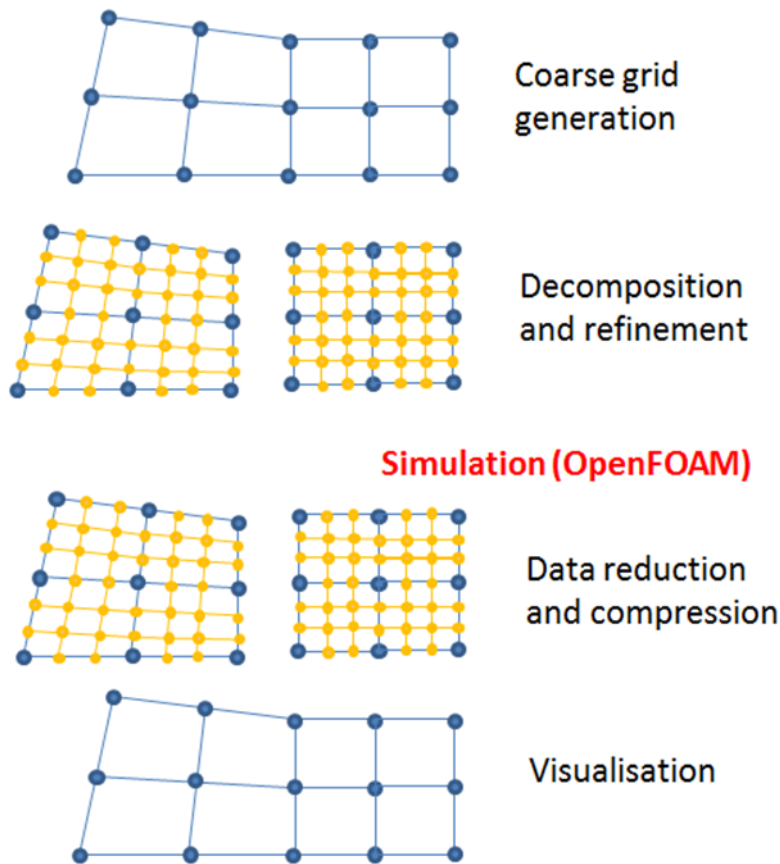 Coarse grid
generation
Decomposition
and refinement
Simulation (OpenFOAM)
Data reduction
and compression
Visualisation